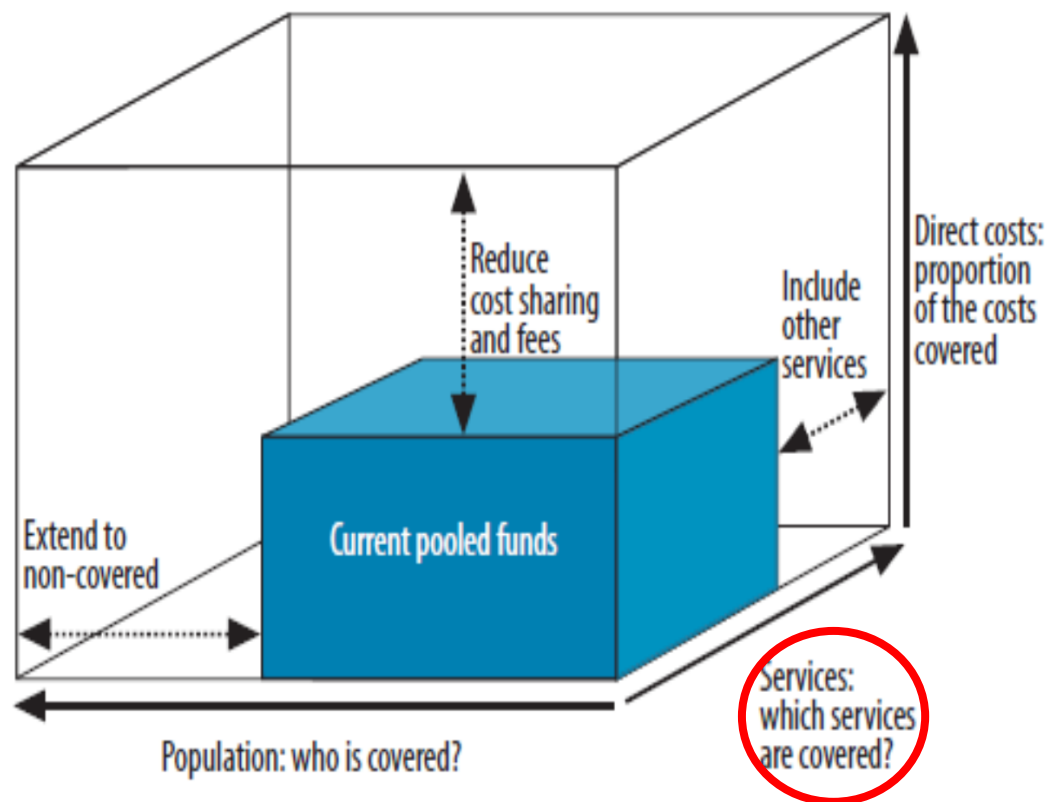 Reduce
cost sharing
and fees
Include
other
services
Direct costs:
proportion
of the costs
covered
Extend to
non-covered
Current pooled funds
Services:
which services
are covered?
Population: who is covered?